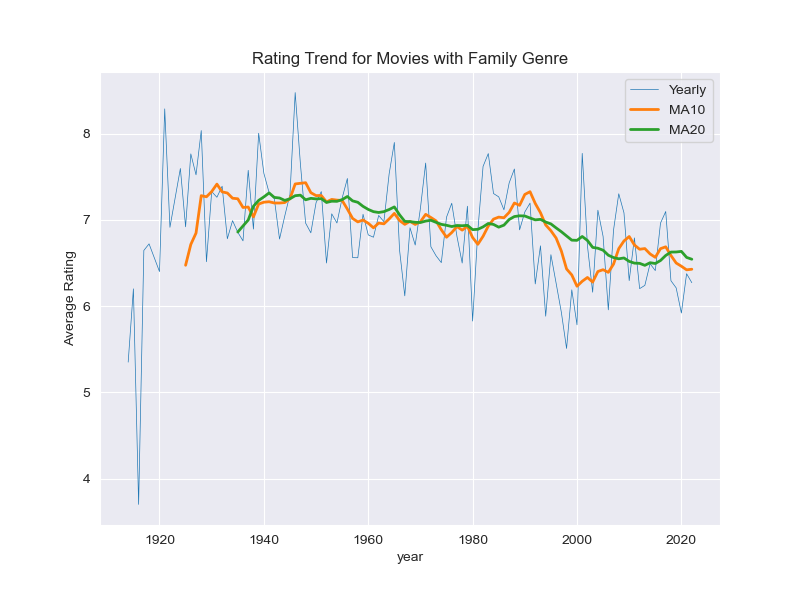 Rating Trend for Movies with Family Genre
Yearly
MA10
MA20
8
7
6
5
4
Average Rating
1920 1940 1960 1980 2000 2020
year